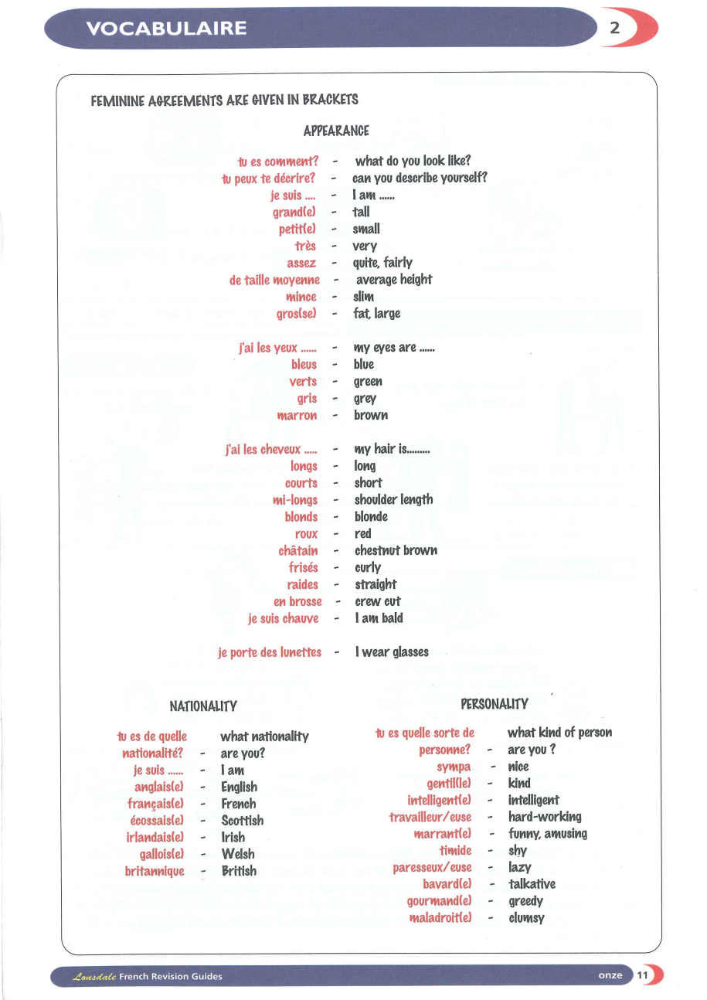 VOCABULAIRE
2
FEMININE AGREEMENTS ARE GIVEN IN BRACKETS
APPEARANCE
tu es comment? - what do you look like?
tu peux te décrire? - can you describe yourself?
je suis .... - I am ......
grand(e) - tall
petit(e) - small
très - very
assez - quite, fairly
de taille moyenne - average height
mince - slim
gros(se) - fat, large
j'ai les yeux ...... - my eyes are ......
bleus - blue
verts - green
gris - grey
marron - brown
j'ai les cheveux ..... - my hair is.........
longs - long
courts - short
mi-longs - shoulder length
blonds - blonde
roux - red
châtain - chestnut brown
frisés - curly
raides - straight
en brosse - crew cut
je suis chauve - I am bald
je porte des lunettes - I wear glasses
NATIONALITY
tu es de quelle what nationality
nationalité? - are you?
je suis ...... - I am
anglais(e) - English
français(e) - French
écossais(e) - Scottish
irlandais(e) - Irish
gallois(e) - Welsh
britannique - British
PERSONALITY
tu es quelle sorte de what kind of person
personne? - are you ?
sympa - nice
gentil(le) - kind
intelligent(e) - intelligent
travailleur/euse - hard-working
marrant(e) - funny, amusing
timide - shy
paresseux/euse - lazy
bavard(e) - talkative
gourmand(e) - greedy
maladroit(e) - clumsy
Lonsdale French Revision Guides
onze 11